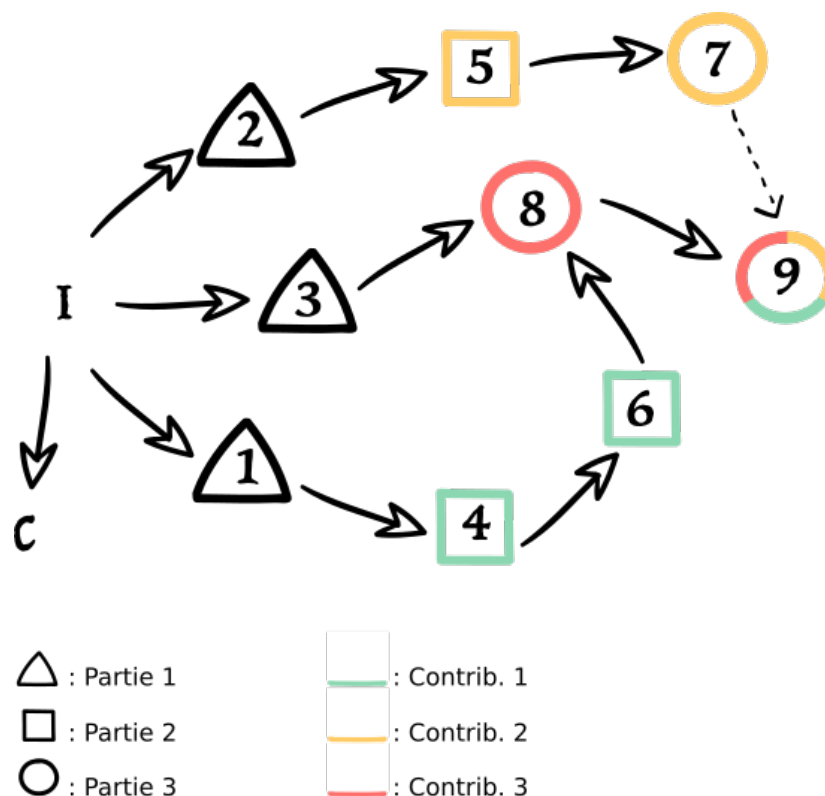 5
7
2
8
9
I
3
6
1
4
C
: Partie 1
: Contrib. 1
: Partie 2
: Contrib. 2
: Partie 3
: Contrib. 3